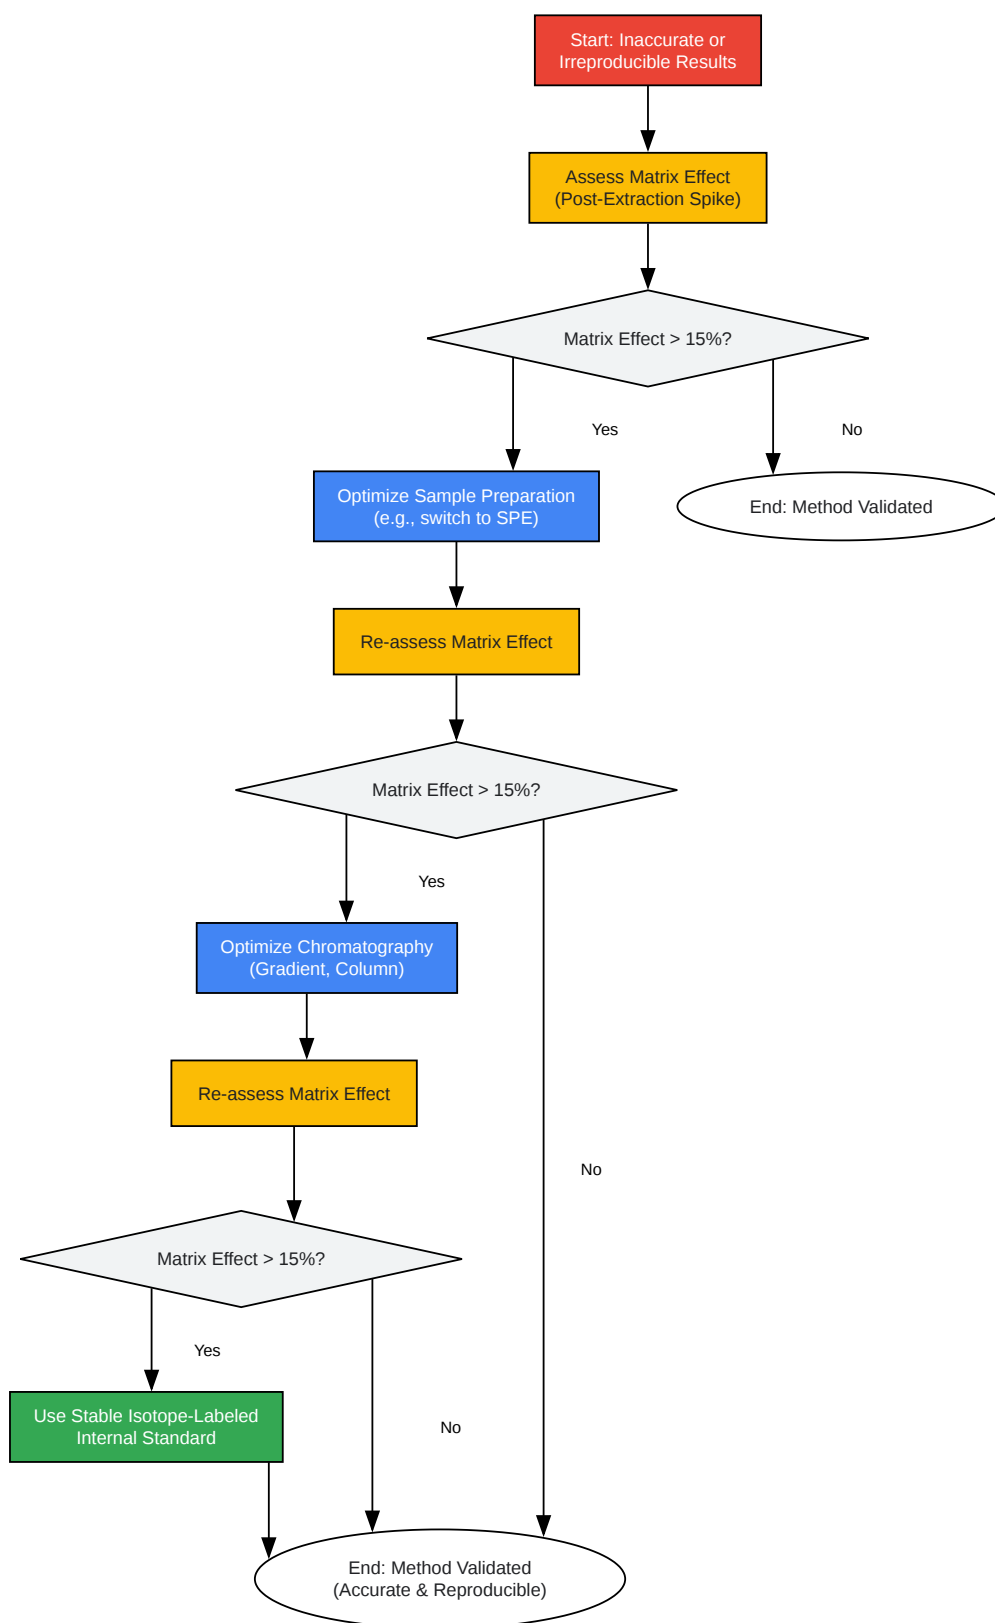 Start: Inaccurate or
Irreproducible Results
Assess Matrix Effect
(Post-Extraction Spike)
Matrix Effect > 15%?
Yes
No
Optimize Sample Preparation
(e.g., switch to SPE)
End: Method Validated
Re-assess Matrix Effect
Matrix Effect > 15%?
Yes
Optimize Chromatography
(Gradient, Column)
Re-assess Matrix Effect
No
Matrix Effect > 15%?
Yes
Use Stable Isotope-Labeled
Internal Standard
No
End: Method Validated
(Accurate & Reproducible)